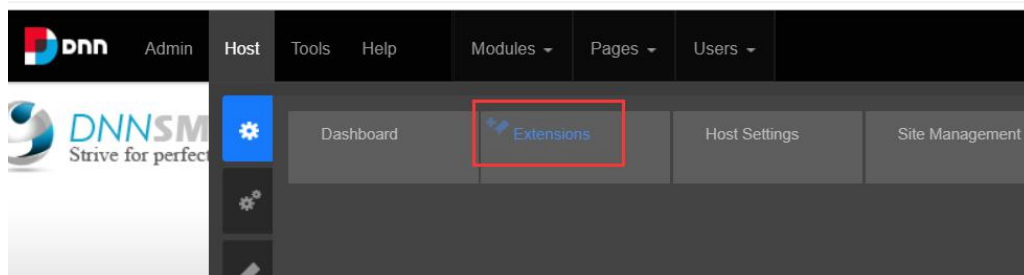 DNN Admin Host Tools Help Modules Pages Users
DNNSM
Strive for perfect
Dashboard Extensions Host Settings Site Management